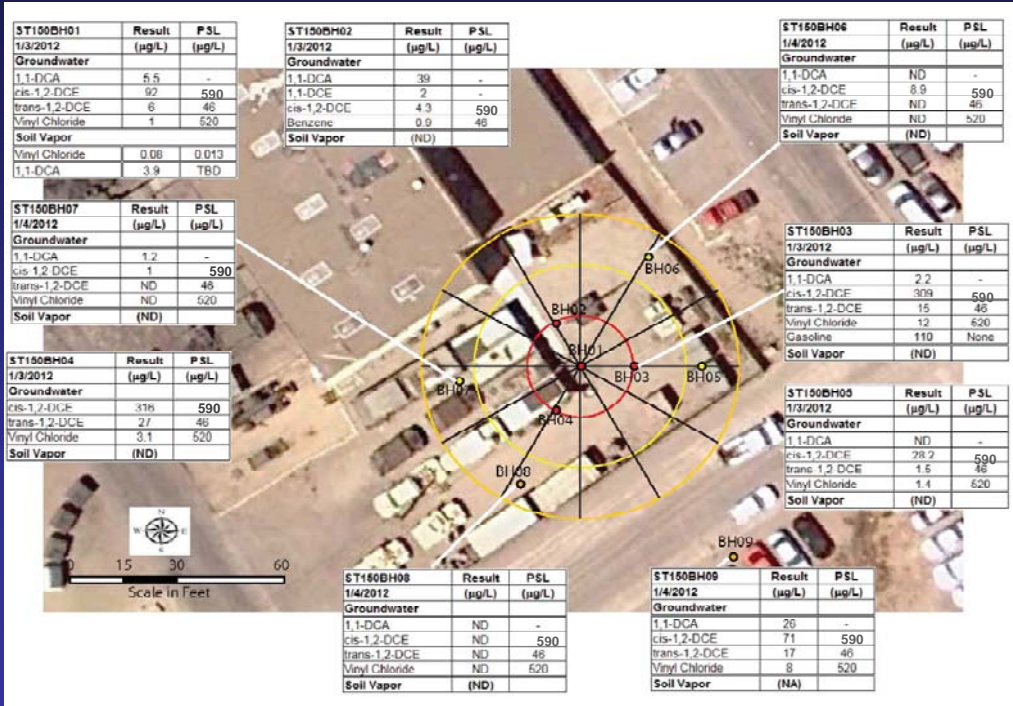 ST150BH01 Result PSL
1/3/2012 (µg/L) (µg/L)
Groundwater
1,1-DCA 5.5 -
cis-1,2-DCE 92 590
trans-1,2-DCE 6 46
Vinyl Chloride 1 520
Soil Vapor
Vinyl Chloride 0.08 0.013
1,1-DCA 3.9 TBD
ST150BH02 Result PSL
1/3/2012 (µg/L) (µg/L)
Groundwater
1,1-DCA 39 -
1,1-DCE 2 -
cis-1,2-DCE 4.3 590
Benzene 0.9 46
Soil Vapor (ND)
ST150BH06 Result PSL
1/4/2012 (µg/L) (µg/L)
Groundwater
1,1-DCA ND -
cis-1,2-DCE 8.9 590
trans-1,2-DCE ND 46
Vinyl Chloride ND 520
Soil Vapor (ND)
ST150BH07 Result PSL
1/4/2012 (µg/L) (µg/L)
Groundwater
1,1-DCA 1.2 -
cis 1,2 DCE 1 590
trans-1,2-DCE ND 46
Vinyl Chloride ND 520
Soil Vapor (ND)
ST150BH03 Result PSL
1/3/2012 (µg/L) (µg/L)
Groundwater
1,1-DCA 2.2 -
cis-1,2-DCE 309 590
trans-1,2-DCE 15 46
Vinyl Chloride 12 520
Gasoline 110 None
Soil Vapor (ND)
ST150BH04 Result PSL
1/3/2012 (µg/L) (µg/L)
Groundwater
cis-1,2-DCE 316 590
trans-1,2-DCE 27 46
Vinyl Chloride 3.1 520
Soil Vapor (ND)
ST150BH05 Result PSL
1/3/2012 (µg/L) (µg/L)
Groundwater
1,1-DCA ND -
cis-1,2-DCE 28.2 590
trans 1,2 DCE 1.5 46
Vinyl Chloride 1.4 520
Soil Vapor (ND)
BH06
BH02
BH01
BH03
BH05
BH07
BH04
BH08
BH09
N
W E
S
0 15 30 60
Scale in Feet
ST150BH08 Result PSL
1/4/2012 (µg/L) (µg/L)
Groundwater
1,1-DCA ND -
cis-1,2-DCE ND 590
trans-1,2-DCE ND 46
Vinyl Chloride ND 520
Soil Vapor (ND)
ST150BH09 Result PSL
1/4/2012 (µg/L) (µg/L)
Groundwater
1,1-DCA 26 -
cis-1,2-DCE 71 590
trans-1,2-DCE 17 46
Vinyl Chloride 8 520
Soil Vapor (NA)